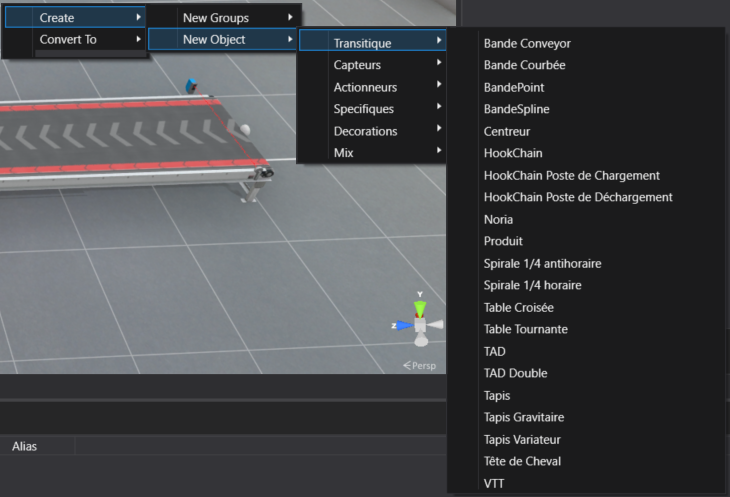 Create
Convert To
New Groups
New Object
Transitique
Capteurs
Actionneurs
Specifiques
Decorations
Mix
Bande Conveyor
Bande Courbée
BandePoint
BandeSpline
Centreur
HookChain
HookChain Poste de Chargement
HookChain Poste de Déchargement
Noria
Produit
Spirale 1/4 antihoraire
Spirale 1/4 horaire
Table Croisée
Table Tournante
TAD
TAD Double
Tapis
Tapis Gravitaire
Tapis Variateur
Tête de Cheval
VTT
Y
Z
Persp
Alias